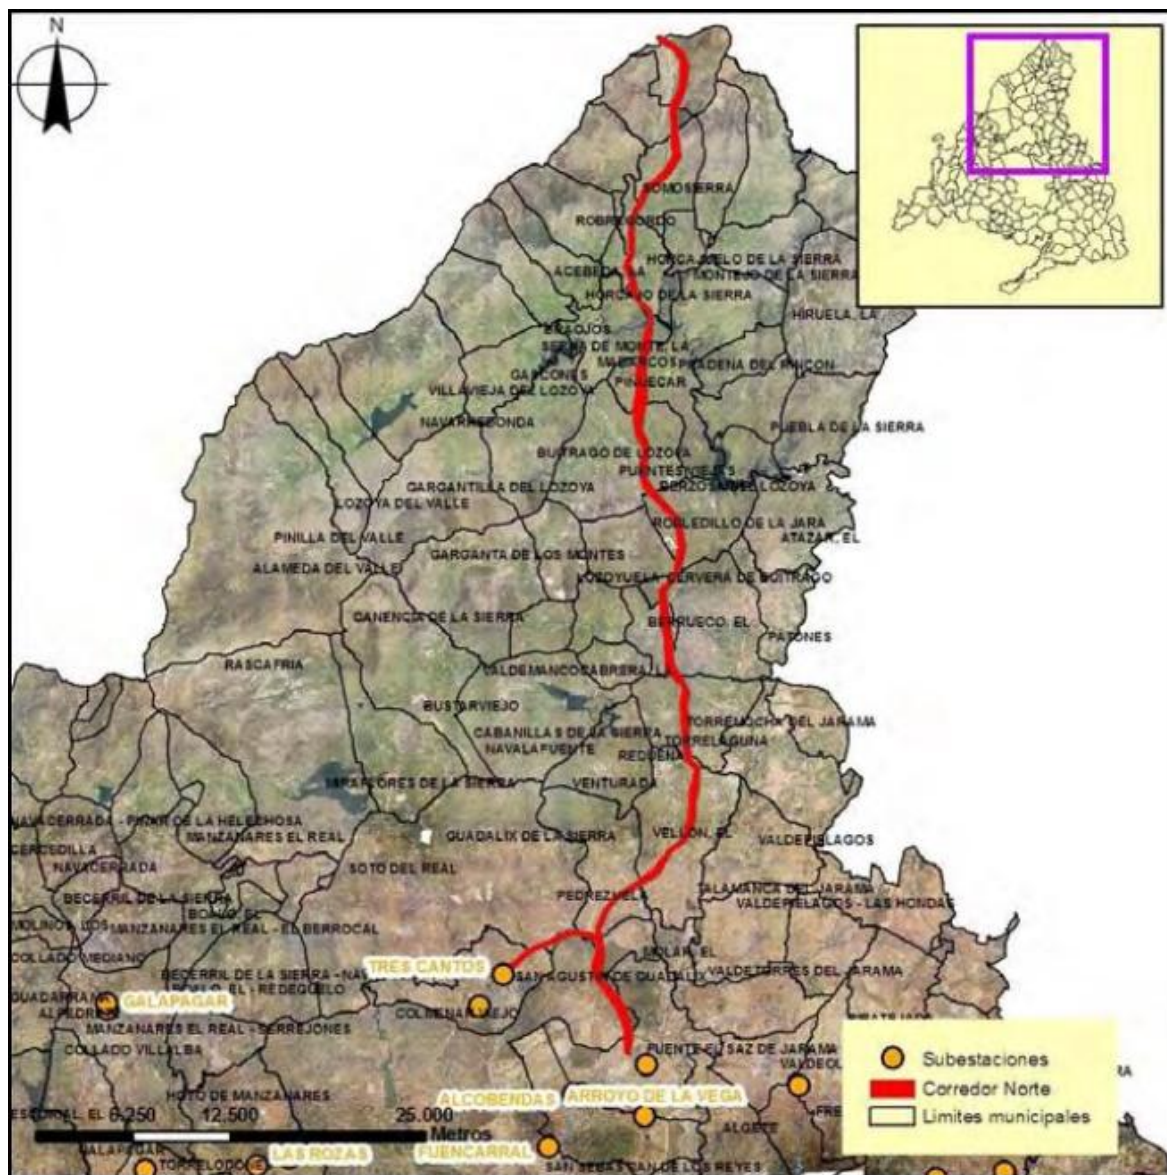 N
SOMOSIERRA
ROBREGORDO
HORCAJUELO DE LA SIERRA
ACEBEDA, LA
MONTEJO DE LA SIERRA
HORCAJO DE LA SIERRA
HIRUELA, LA
BRAOJOS
SERNA DE MONTE, LA
MADARCOS
PRADENA DEL RINCON
GASCONES
PIÑUECAR
VILLAVIEJA DEL LOZOYA
NAVARREDONDA
PUEBLA DE LA SIERRA
BUITRAGO DE LOZOYA
PUENTES VIEJAS
GARGANTILLA DEL LOZOYA
BERZOSA DEL LOZOYA
LOZOYA DEL VALLE
ROBLEDILLO DE LA JARA
PINILLA DEL VALLE
ATAZAR, EL
GARGANTA DE LOS MONTES
ALAMEDA DEL VALLE
LOZOYUELA
CERVERA DE BUITRAGO
CANENCIA DE LA SIERRA
BERRUECO, EL
PATONES
RASCAFRIA
VALDEMANCO
CABRERA, LA
BUSTARVIEJO
TORREMOCHA DEL JARAMA
CABANILLAS DE LA SIERRA
TORRELAGUNA
NAVALAFUENTE
REDUEÑA
MIRAFLORES DE LA SIERRA
VENTURADA
NAVACERRADA - PINAR DE LA HELECHOSA
MANZANARES EL REAL
GUADALIX DE LA SIERRA
VELLON, EL
VALDEPIELAGOS
CERCEDILLA
NAVACERRADA
SOTO DEL REAL
TALAMANCA DEL JARAMA
BECERRIL DE LA SIERRA
PEDREZUELA
VALDEPIELAGOS - LAS HONDAS
BOALO, EL
MOLINOS, LOS
MANZANARES EL REAL - EL BERROCAL
MOLAR, EL
COLLADO MEDIANO
TRES CANTOS
BECERRIL DE LA SIERRA
SAN AGUSTIN DE GUADALIX
VALDETORRES DEL JARAMA
BOALO, EL - REDEGUELO
GUADARRAMA
GALAPAGAR
ALPEDRETE
COLMENAR VIEJO
MANZANARES EL REAL - SERREJONES
COLLADO VILLALBA
FUENTE EL SAZ DE JARAMA
Subestaciones
HOYO DE MANZANARES
ALCOBENDAS
ARROYO DE LA VEGA
Corredor Norte
ESCORIAL, EL
6.250
12.500
25.000
Limites municipales
ALGETE
Metros
GALAPAGAR
LAS ROZAS
FUENCARRAL
SAN SEBASTIAN DE LOS REYES